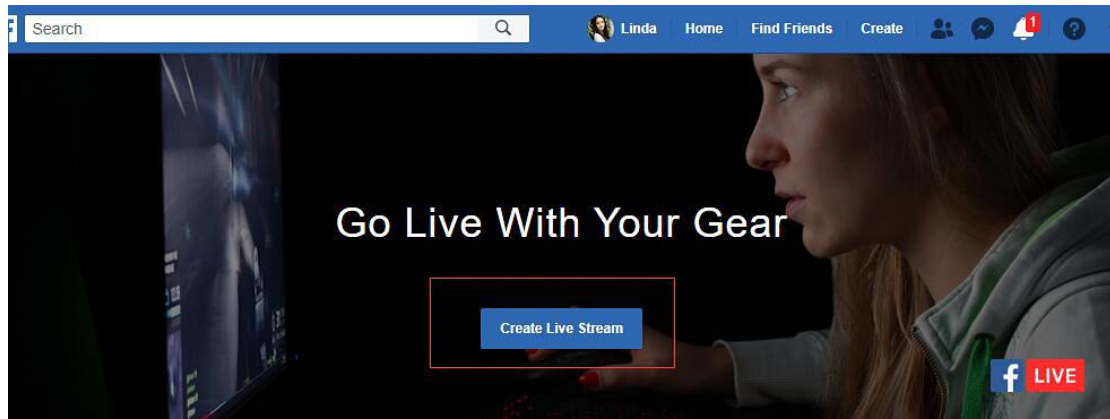 Search
Linda Home Find Friends Create
1
Go Live With Your Gear
Create Live Stream
f LIVE